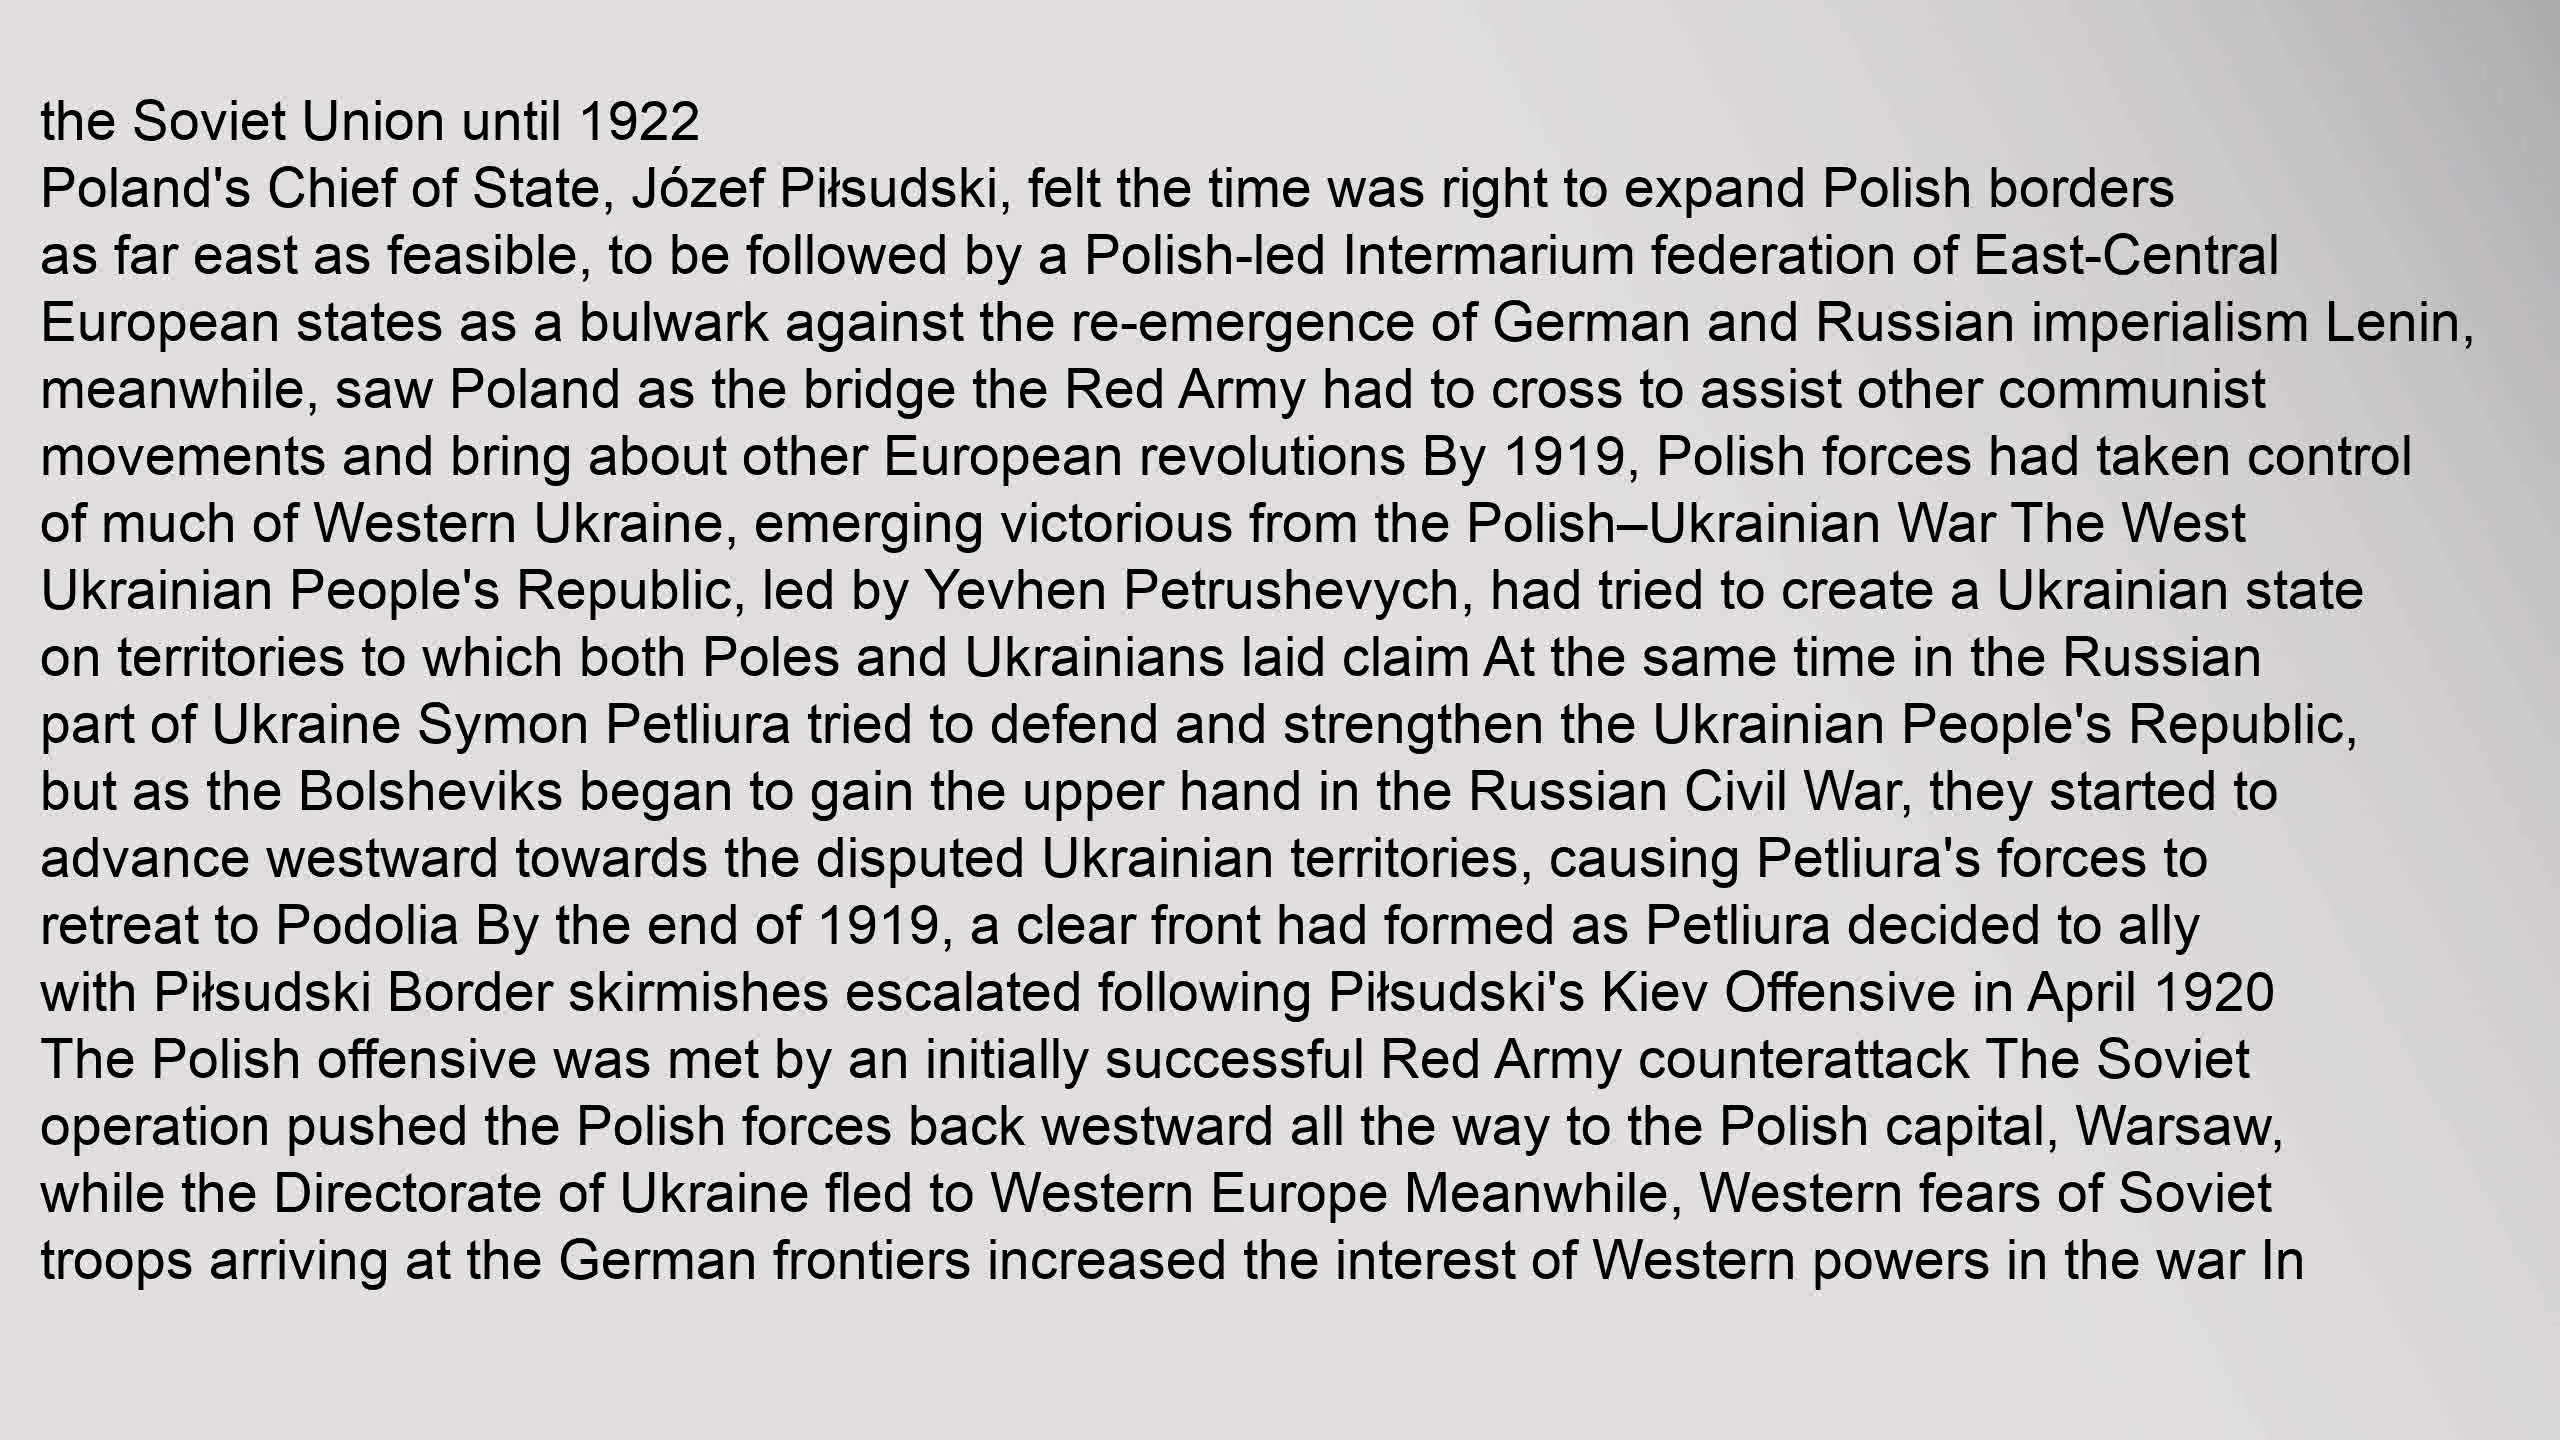 the Soviet Union until 1922
Poland's Chief of State, Józef Piłsudski, felt the time was right to expand Polish borders
as far east as feasible, to be followed by a Polish-led Intermarium federation of East-Central
European states as a bulwark against the re-emergence of German and Russian imperialism Lenin,
meanwhile, saw Poland as the bridge the Red Army had to cross to assist other communist
movements and bring about other European revolutions By 1919, Polish forces had taken control
of much of Western Ukraine, emerging victorious from the Polish–Ukrainian War The West
Ukrainian People's Republic, led by Yevhen Petrushevych, had tried to create a Ukrainian state
on territories to which both Poles and Ukrainians laid claim At the same time in the Russian
part of Ukraine Symon Petliura tried to defend and strengthen the Ukrainian People's Republic,
but as the Bolsheviks began to gain the upper hand in the Russian Civil War, they started to
advance westward towards the disputed Ukrainian territories, causing Petliura's forces to
retreat to Podolia By the end of 1919, a clear front had formed as Petliura decided to ally
with Piłsudski Border skirmishes escalated following Piłsudski's Kiev Offensive in April 1920
The Polish offensive was met by an initially successful Red Army counterattack The Soviet
operation pushed the Polish forces back westward all the way to the Polish capital, Warsaw,
while the Directorate of Ukraine fled to Western Europe Meanwhile, Western fears of Soviet
troops arriving at the German frontiers increased the interest of Western powers in the war In